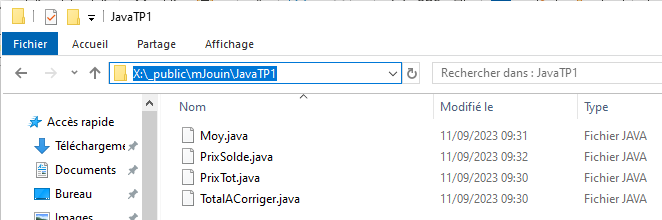 JavaTP1
Fichier Accueil Partage Affichage
X:\_public\mJouin\JavaTP1 Rechercher dans : JavaTP1
Nom Modifié le Type
Accès rapide
Moy.java 11/09/2023 09:31 Fichier JAVA
Téléchargeme
PrixSolde.java 11/09/2023 09:32 Fichier JAVA
Documents
PrixTot.java 11/09/2023 09:30 Fichier JAVA
Bureau
TotalACorriger.java 11/09/2023 09:30 Fichier JAVA
Images